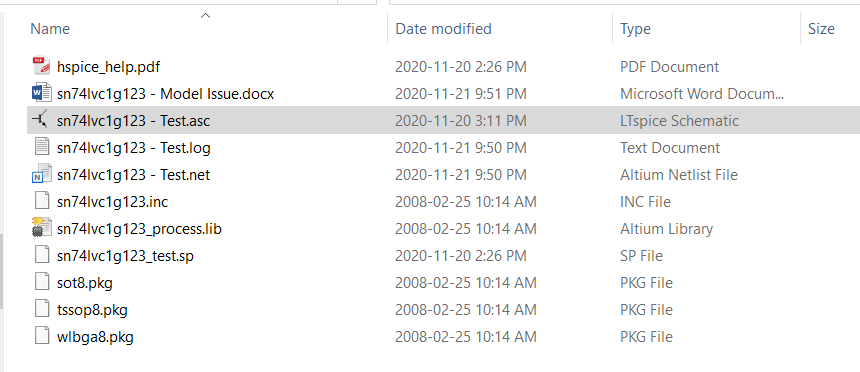 Name Date modified Type Size
hspice_help.pdf 2020-11-20 2:26 PM PDF Document
sn74lvc1g123 - Model Issue.docx 2020-11-21 9:51 PM Microsoft Word Docum...
sn74lvc1g123 - Test.asc 2020-11-20 3:11 PM LTspice Schematic
sn74lvc1g123 - Test.log 2020-11-21 9:50 PM Text Document
sn74lvc1g123 - Test.net 2020-11-21 9:50 PM Altium Netlist File
sn74lvc1g123.inc 2008-02-25 10:14 AM INC File
sn74lvc1g123_process.lib 2008-02-25 10:14 AM Altium Library
sn74lvc1g123_test.sp 2020-11-20 2:26 PM SP File
sot8.pkg 2008-02-25 10:14 AM PKG File
tssop8.pkg 2008-02-25 10:14 AM PKG File
wlbga8.pkg 2008-02-25 10:14 AM PKG File